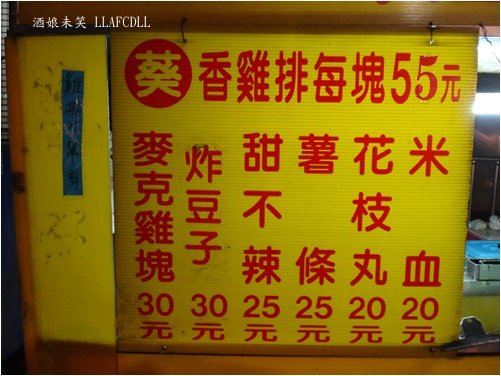 酒娘未笑 LLAFCDLL
葵香雞排每塊55元
米血20元
花枝丸20元
薯條25元
甜不辣25元
炸豆子30元
麥克雞塊30元